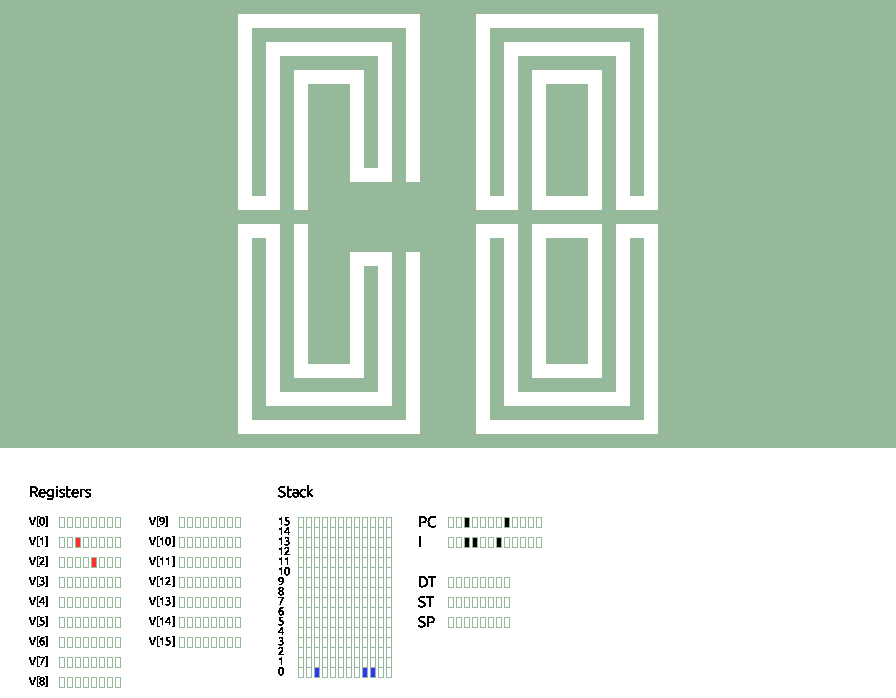 C8
Registers
V[0]
V[1]
V[2]
V[3]
V[4]
V[5]
V[6]
V[7]
V[8]
V[9]
V[10]
V[11]
V[12]
V[13]
V[14]
V[15]
Stack
15
14
13
12
11
10
9
8
7
6
5
4
3
2
1
0
PC
I
DT
ST
SP